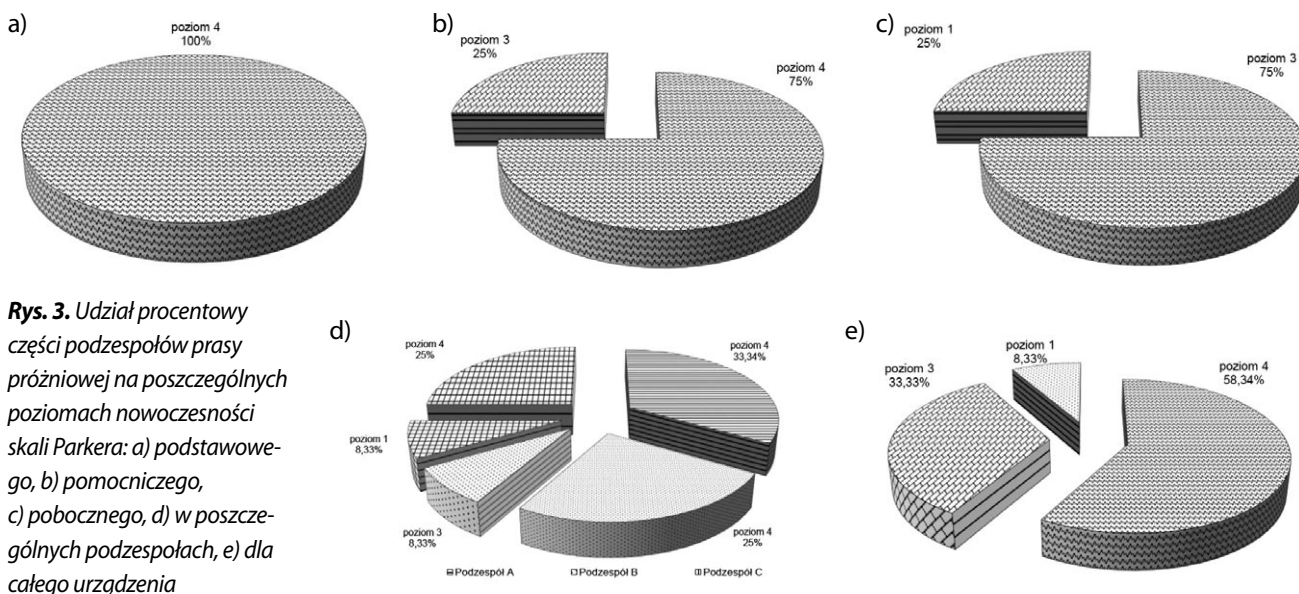 a)
poziom 4
100%
b)
poziom 3
25%
poziom 4
75%
c)
poziom 1
25%
poziom 3
75%
Rys. 3. Udział procentowy
części podzespołów prasy
próżniowej na poszczególnych
poziomach nowoczesności
skali Parkera: a) podstawowe-
go, b) pomocniczego,
c) pobocznego, d) w poszcze-
gólnych podzespołach, e) dla
całego urządzenia
d)
poziom 4
25%
poziom 4
33,34%
poziom 1
8,33%
poziom 3
8,33%
poziom 4
25%
Podzespół A
Podzespół B
Podzespół C
e)
poziom 3
33,33%
poziom 1
8,33%
poziom 4
58,34%